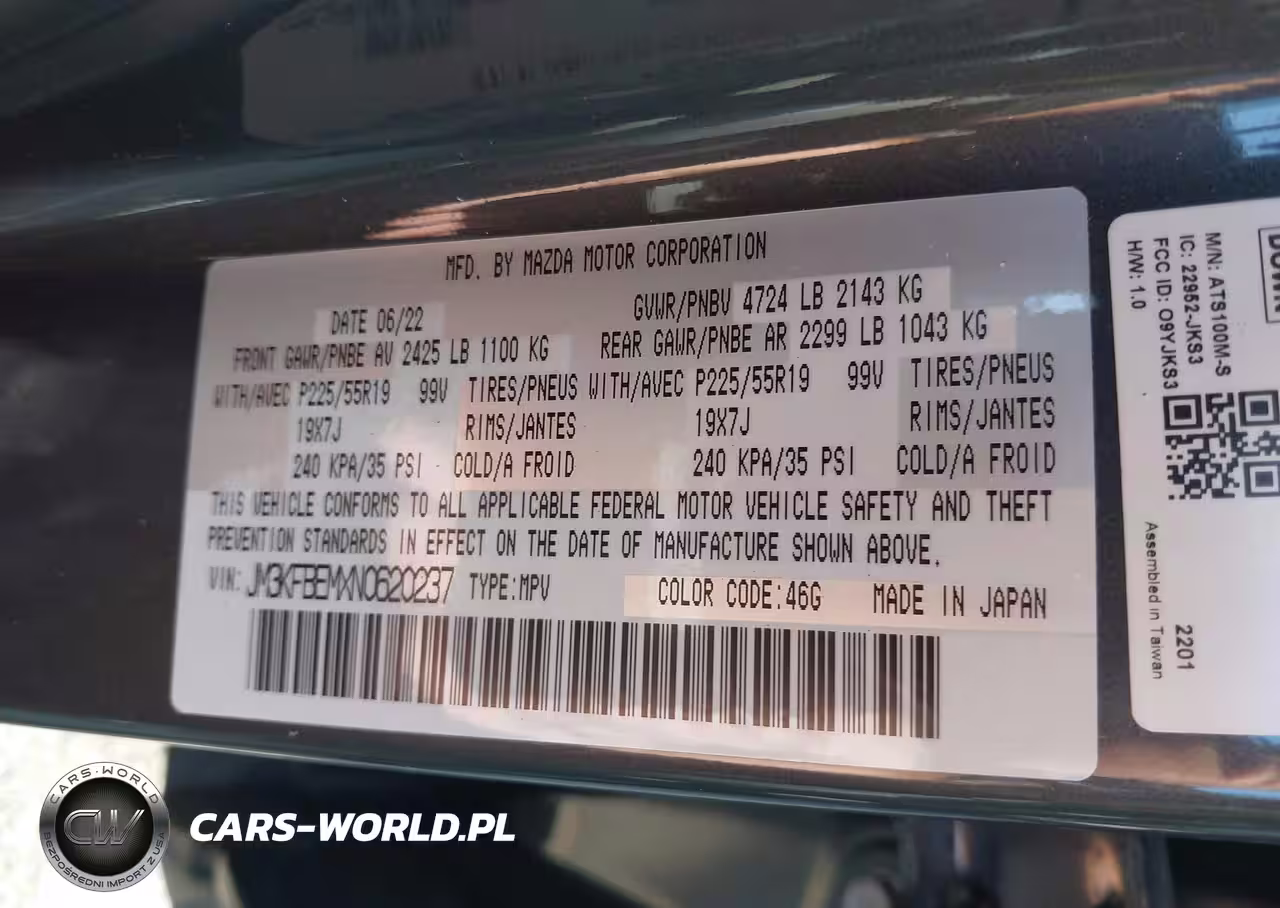 MFD. BY MAZDA MOTOR CORPORATION
DATE 06/22 GVWR/PNBV 4724 LB 2143 KG
FRONT GAWR/PNBE AV 2425 LB 1100 KG REAR GAWR/PNBE AR 2299 LB 1043 KG
WITH/AVEC P225/55R19 99V TIRES/PNEUS WITH/AVEC P225/55R19 99V TIRES/PNEUS
19X7J RIMS/JANTES 19X7J RIMS/JANTES
240 KPA/35 PSI COLD/A FROID 240 KPA/35 PSI COLD/A FROID
THIS VEHICLE CONFORMS TO ALL APPLICABLE FEDERAL MOTOR VEHICLE SAFETY AND THEFT
PREVENTION STANDARDS IN EFFECT ON THE DATE OF MANUFACTURE SHOWN ABOVE.
VIN: JM3KFBEMXN0620237 TYPE:MPV COLOR CODE:46G MADE IN JAPAN
M/N: ATS100M-S
IC: 22952-JKS3
FCC ID: O9YJKS3
H/W: 1.0
2201
Assembled in Taiwan
CARS-WORLD
CW
BEZPOŚREDNI IMPORT Z USA
CARS-WORLD.PL